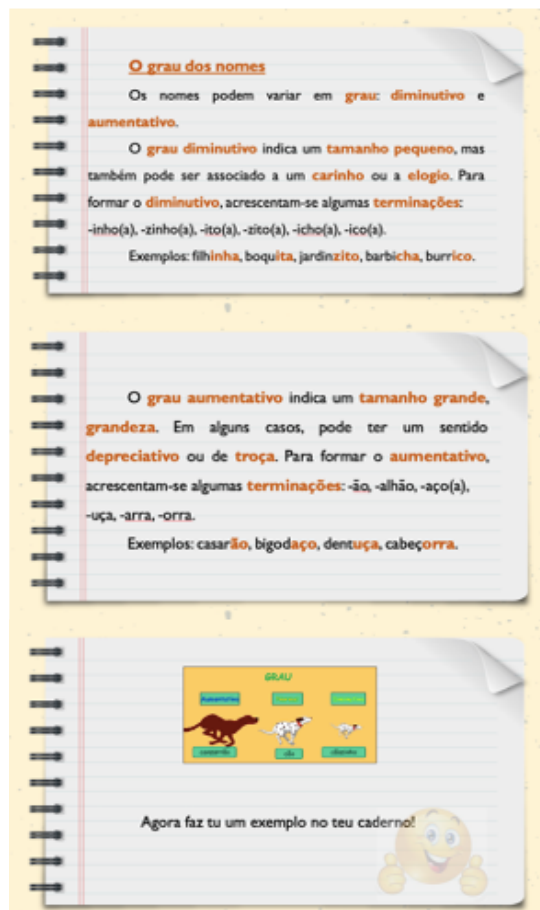 O grau dos nomes
Os nomes podem variar em grau: diminutivo e
aumentativo.
O grau diminutivo indica um tamanho pequeno, mas
também pode ser associado a um carinho ou a elogio. Para
formar o diminutivo, acrescentam-se algumas terminações:
-inho(a), -zinho(a), -ito(a), -zito(a), -icho(a), -ico(a).
Exemplos: filhinha, boquita, jardinzito, barbicha, burrico.
O grau aumentativo indica um tamanho grande,
grandeza. Em alguns casos, pode ter um sentido
depreciativo ou de troça. Para formar o aumentativo,
acrescentam-se algumas terminações: -ão, -alhão, -aço(a),
-uça, -arra, -orra.
Exemplos: casarão, bigodaço, dentuça, cabeçorra.
GRAU
cão
Agora faz tu um exemplo no teu caderno!